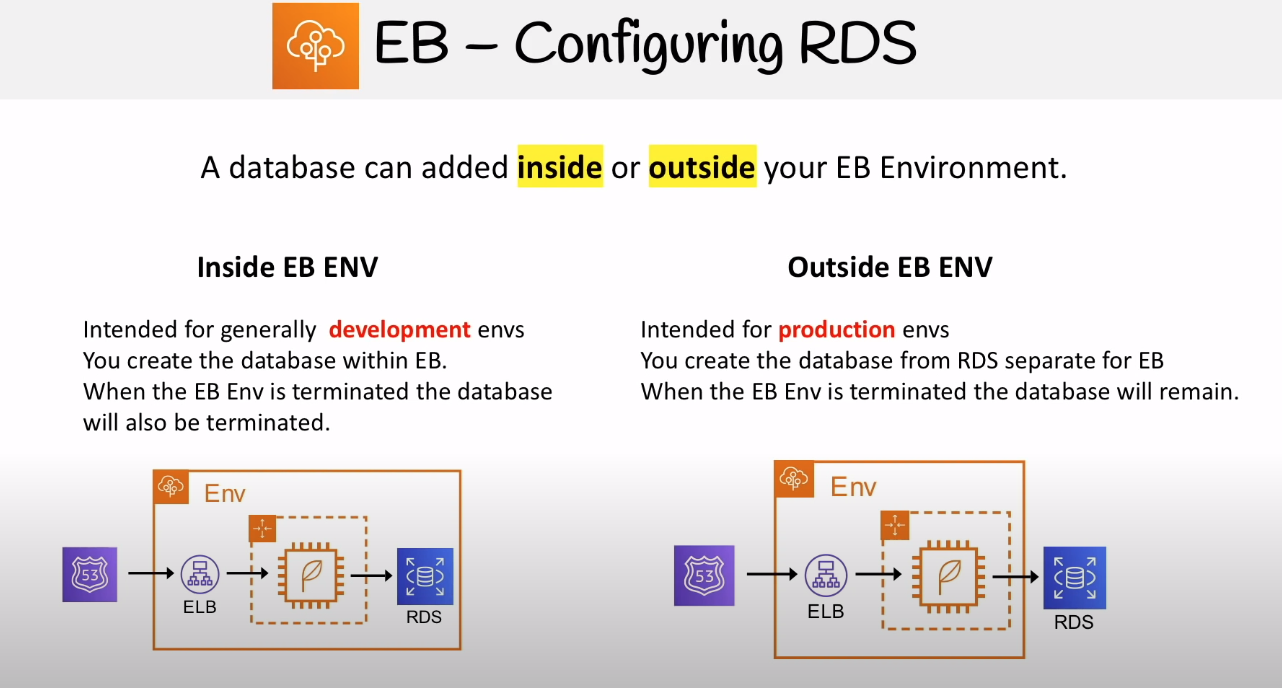 EB – Configuring RDS
A database can added inside or outside your EB Environment.
Inside EB ENV
Intended for generally development envs
You create the database within EB.
When the EB Env is terminated the database
will also be terminated.
Env
53
ELB
RDS
Outside EB ENV
Intended for production envs
You create the database from RDS separate for EB
When the EB Env is terminated the database will remain.
Env
53
ELB
RDS